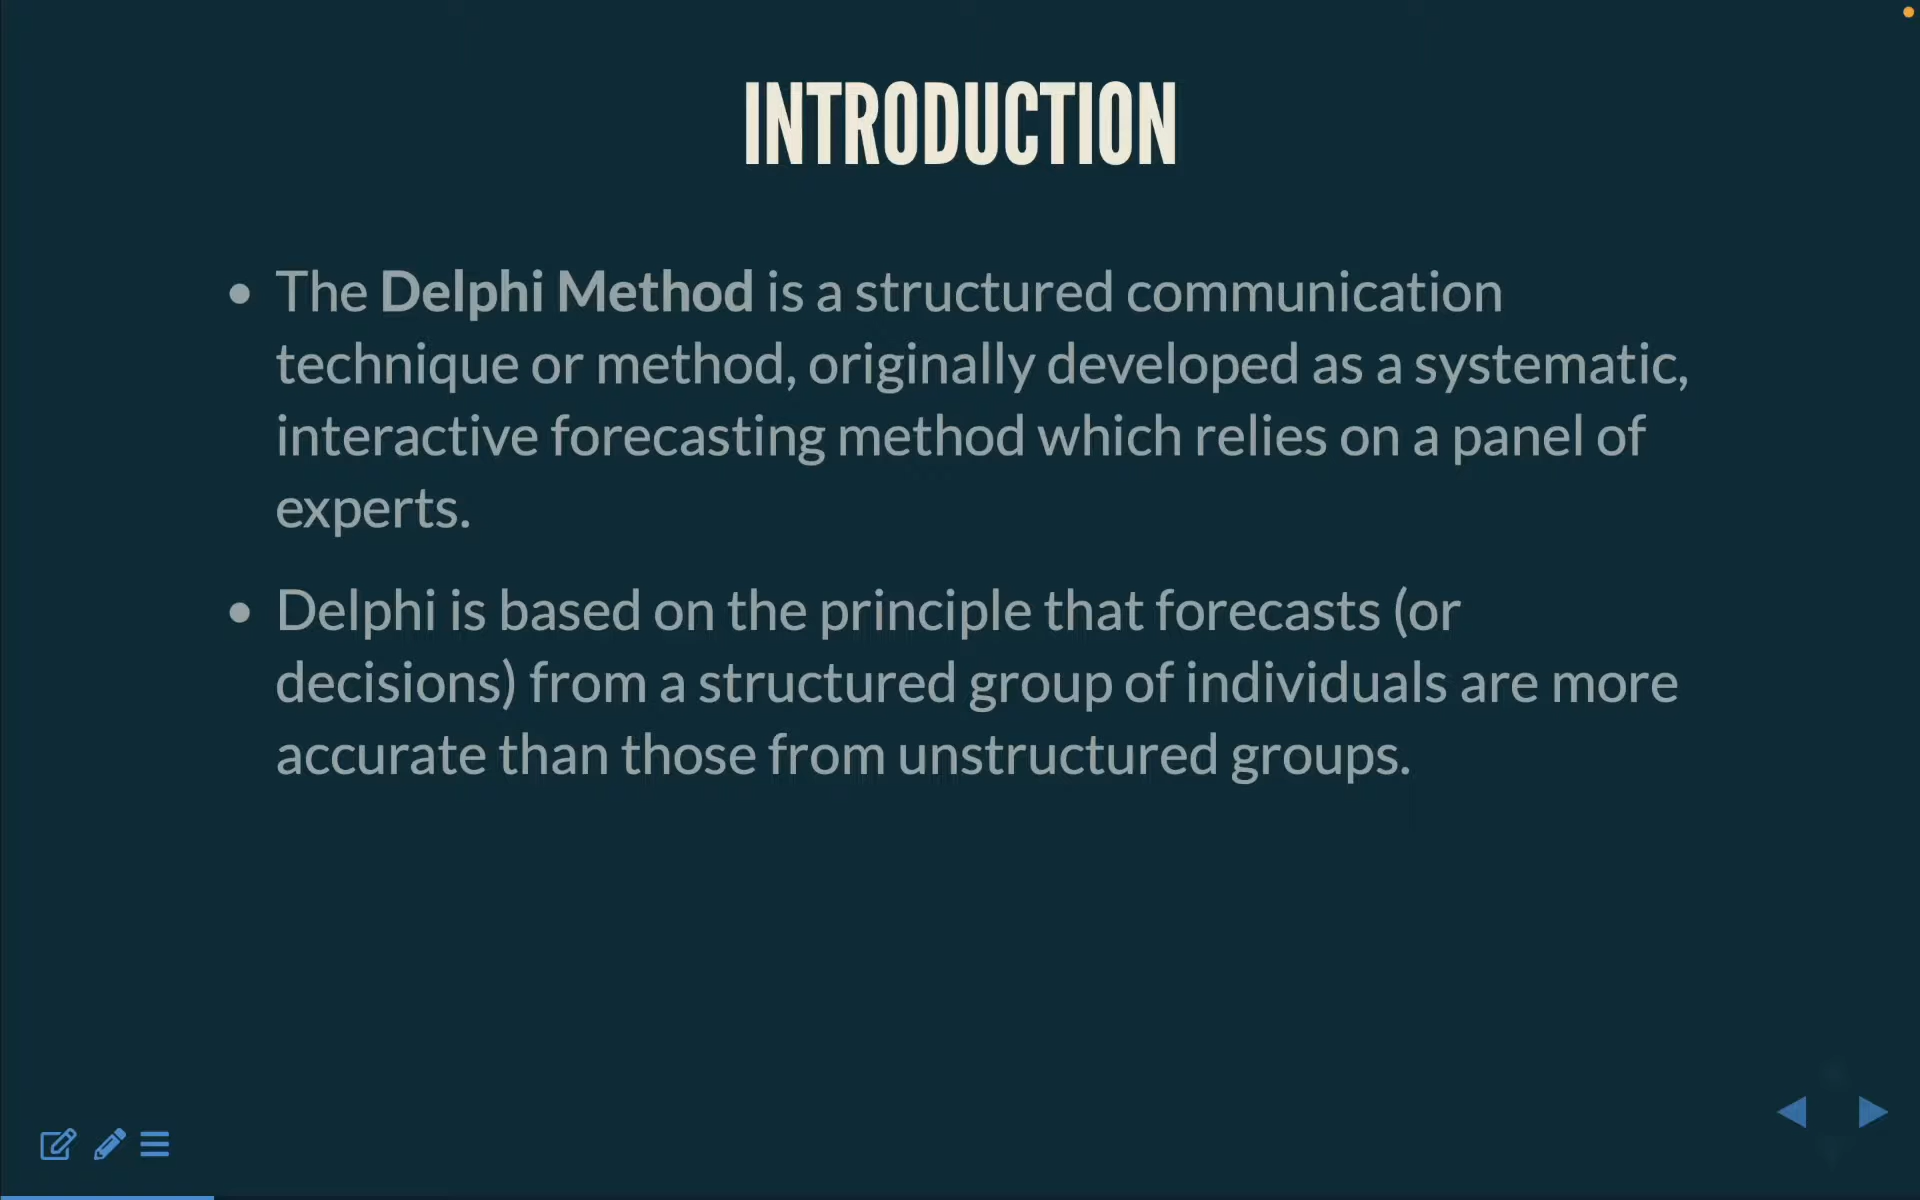 INTRODUCTION
• The Delphi Method is a structured communication
technique or method, originally developed as a systematic,
interactive forecasting method which relies on a panel of
experts.
• Delphi is based on the principle that forecasts (or
decisions) from a structured group of individuals are more
accurate than those from unstructured groups.